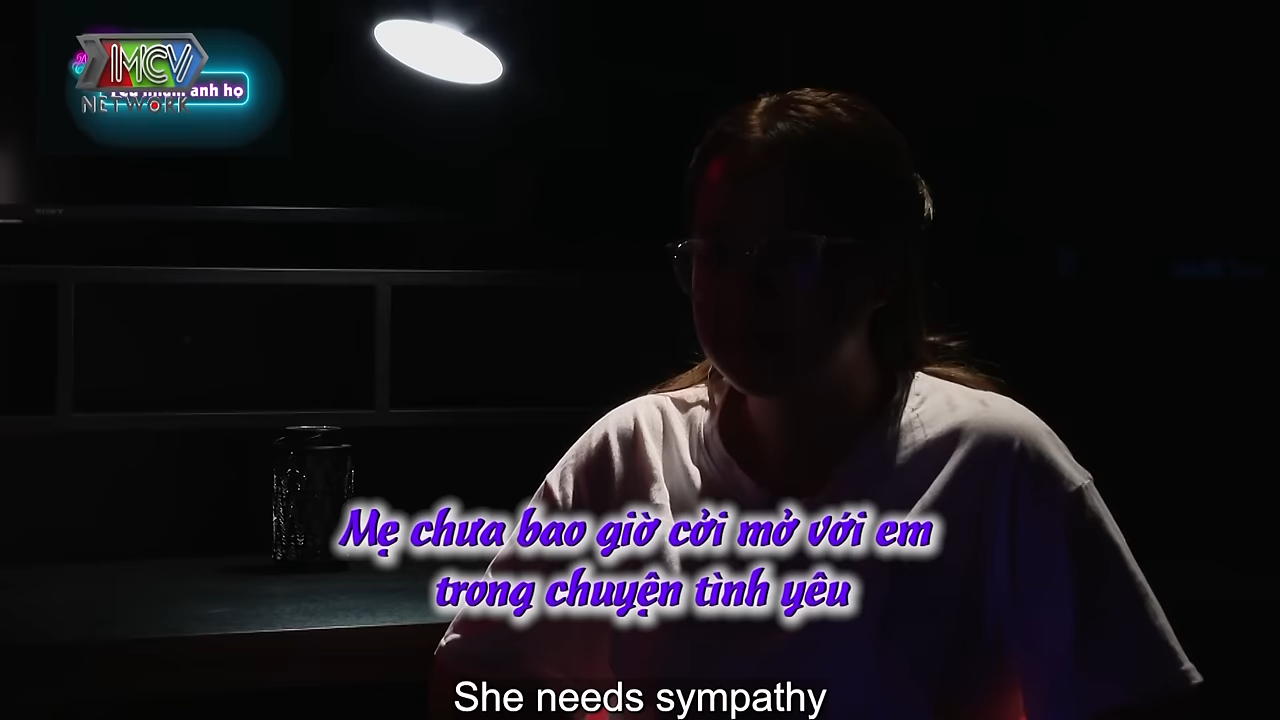 MCV
NETWORK
anh họ
SONY
Mẹ chưa bao giờ cởi mở với em
trong chuyện tình yêu
She needs sympathy